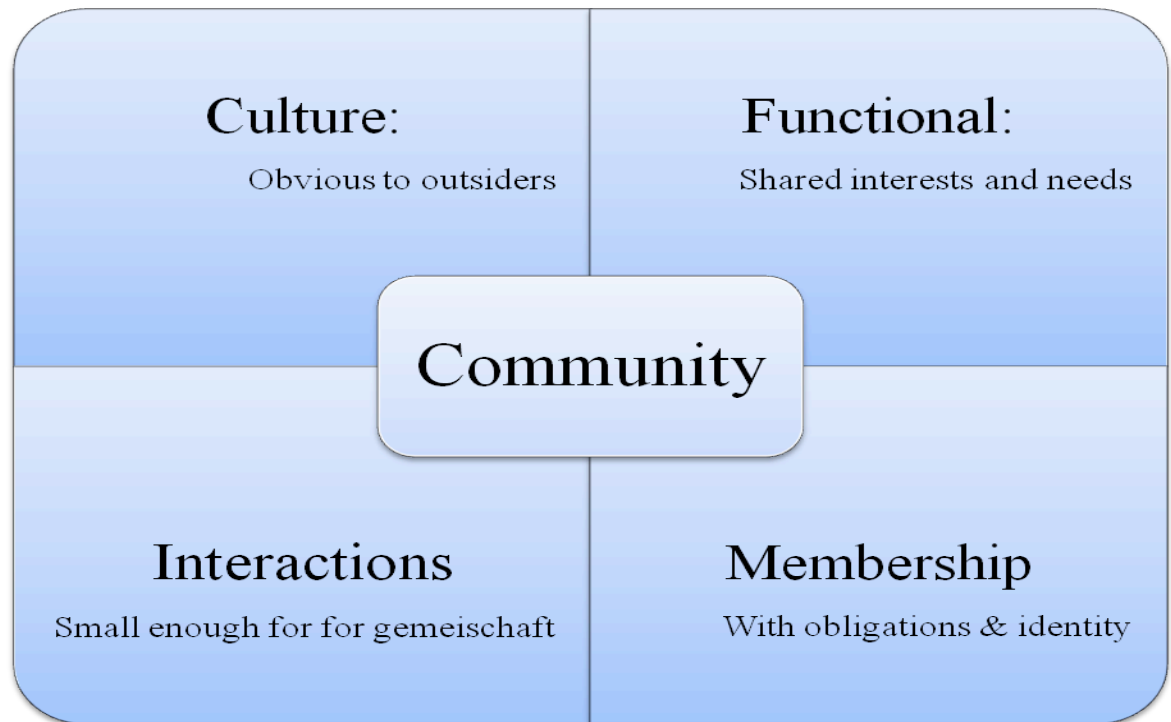 Culture:
Obvious to outsiders
Functional:
Shared interests and needs
Community
Interactions
Small enough for for gemeischaft
Membership
With obligations & identity